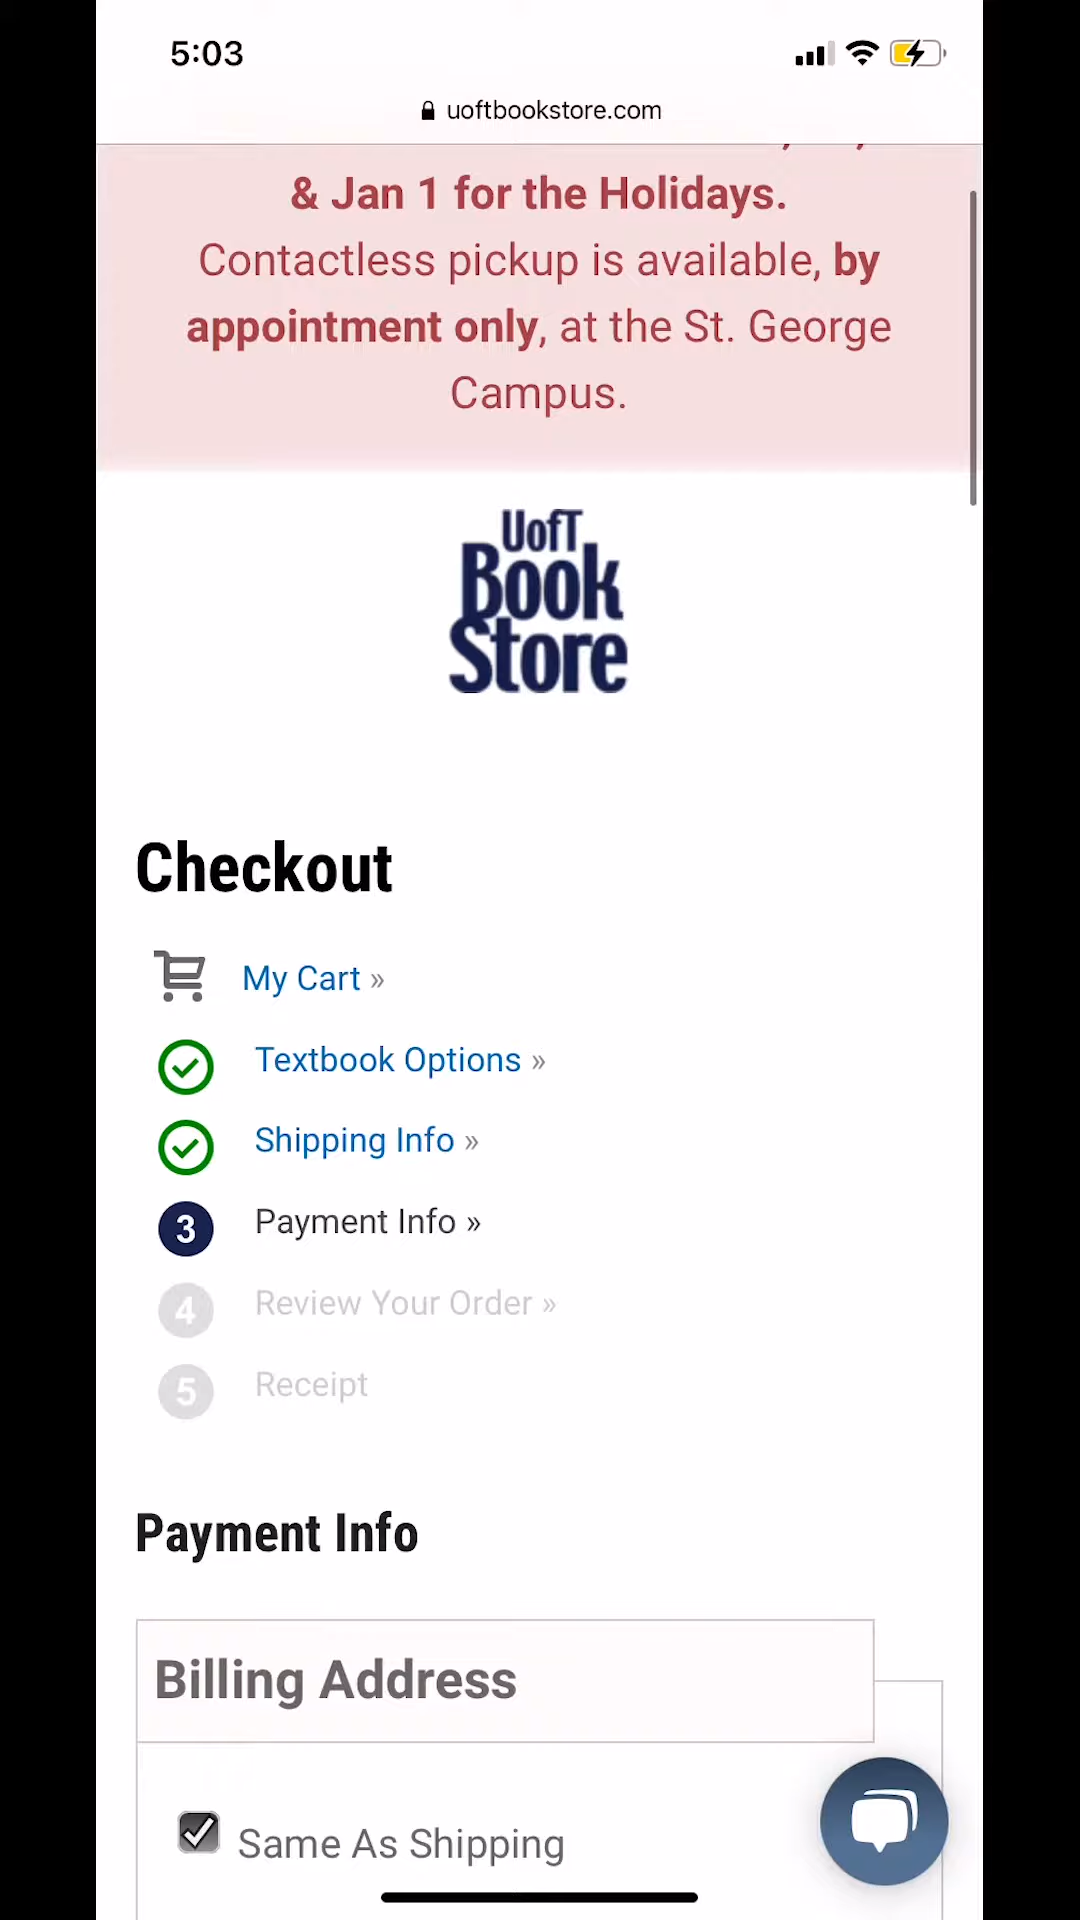 5:03
uoftbookstore.com
& Jan 1 for the Holidays.
Contactless pickup is available, by
appointment only, at the St. George
Campus.
UofT
Book
Store
Checkout
My Cart »
Textbook Options »
Shipping Info »
3 Payment Info »
4 Review Your Order »
5 Receipt
Payment Info
Billing Address
Same As Shipping